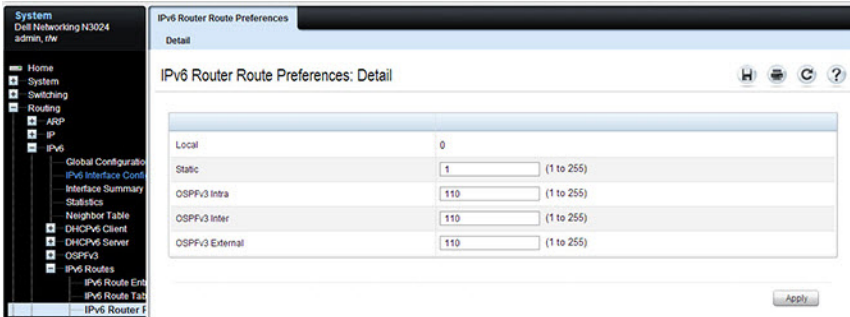 System
Dell Networking N3024
admin, r/w
Home
System
Switching
Routing
ARP
IP
IPv6
Global Configuratio
IPv6 Interface Confi
Interface Summary
Statistics
Neighbor Table
DHCPv6 Client
DHCPv6 Server
OSPFv3
IPv6 Routes
IPv6 Route Ent
IPv6 Route Tab
IPv6 Router P
IPv6 Router Route Preferences
Detail
IPv6 Router Route Preferences: Detail
?
Local 0
Static 1 (1 to 255)
OSPFv3 Intra 110 (1 to 255)
OSPFv3 Inter 110 (1 to 255)
OSPFv3 External 110 (1 to 255)
Apply